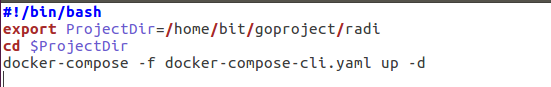 #!/bin/bash
export ProjectDir=/home/bit/goproject/radi
cd $ProjectDir
docker-compose -f docker-compose-cli.yaml up -d